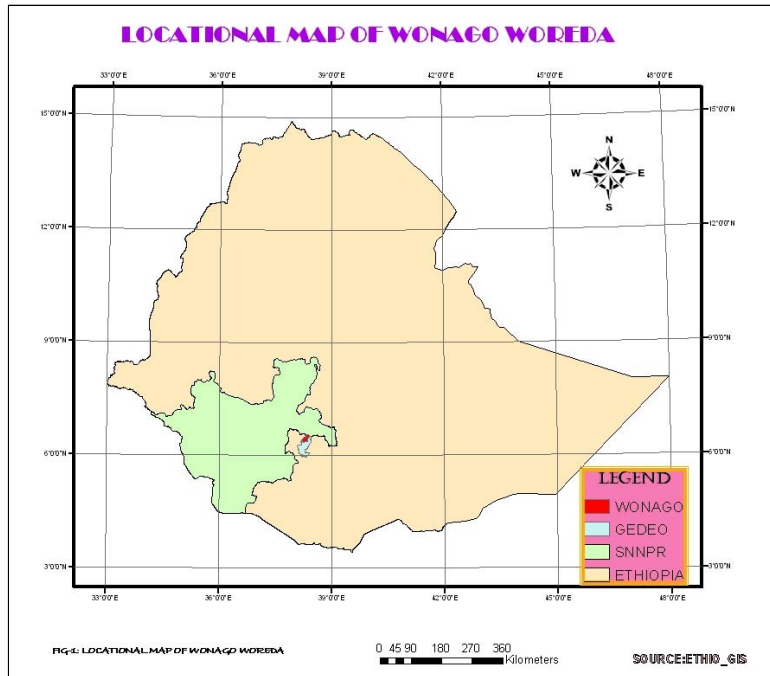 LOCATIONAL MAP OF WONAGO WOREDA
33°0'0"E 36°0'0"E 39°0'0"E 42°0'0"E 45°0'0"E 48°0'0"E
15°0'0"N 15°0'0"N
N
W E
S
12°0'0"N 12°0'0"N
9°0'0"N 9°0'0"N
6°0'0"N 6°0'0"N
LEGEND
WONAGO
GEDEO
SNNPR
ETHIOPIA
3°0'0"N 3°0'0"N
33°0'0"E 36°0'0"E 39°0'0"E 42°0'0"E 45°0'0"E 48°0'0"E
FIG-1: LOCATIONAL MAP OF WONAGO WOREDA
0 45 90 180 270 360
Kilometers
SOURCE:ETHIO_GIS